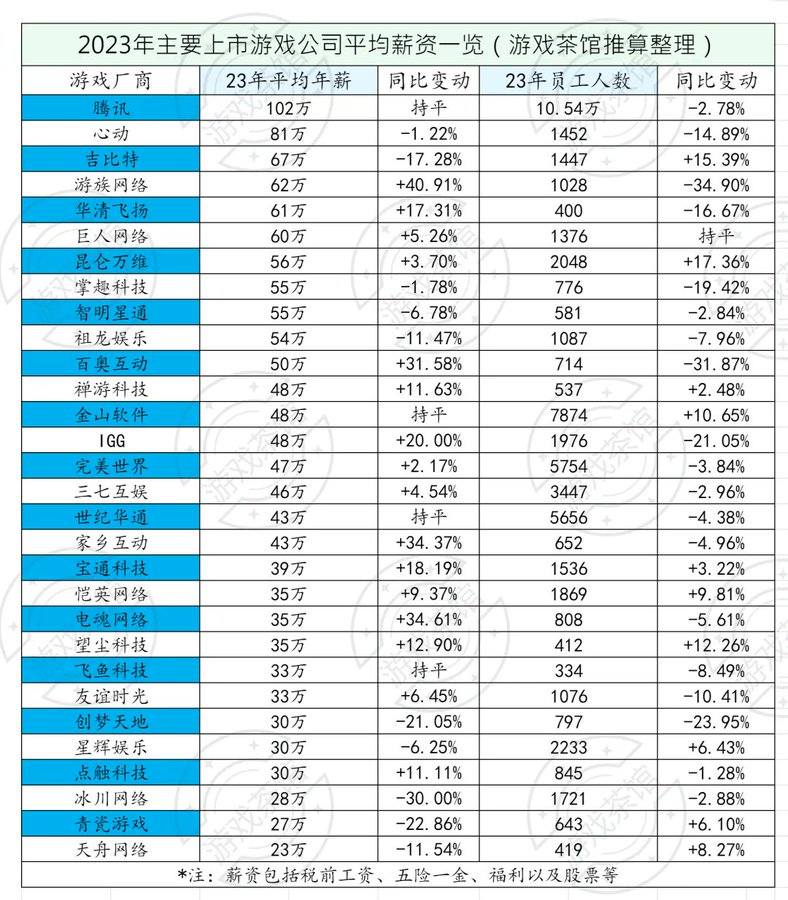 2023年主要上市游戏公司平均薪资一览（游戏茶馆推算整理）
游戏厂商 23年平均年薪 同比变动 23年员工人数 同比变动
腾讯 102万 持平 10.54万 -2.78%
心动 81万 -1.22% 1452 -14.89%
吉比特 67万 -17.28% 1447 +15.39%
游族网络 62万 +40.91% 1028 -34.90%
华清飞扬 61万 +17.31% 400 -16.67%
巨人网络 60万 +5.26% 1376 持平
昆仑万维 56万 +3.70% 2048 +17.36%
掌趣科技 55万 -1.78% 776 -19.42%
智明星通 55万 -6.78% 581 -2.84%
祖龙娱乐 54万 -11.47% 1087 -7.96%
百奥互动 50万 +31.58% 714 -31.87%
禅游科技 48万 +11.63% 537 +2.48%
金山软件 48万 持平 7874 +10.65%
IGG 48万 +20.00% 1976 -21.05%
完美世界 47万 +2.17% 5754 -3.84%
三七互娱 46万 +4.54% 3447 -2.96%
世纪华通 43万 持平 5656 -4.38%
家乡互动 43万 +34.37% 652 -4.96%
宝通科技 39万 +18.19% 1536 +3.22%
恺英网络 35万 +9.37% 1869 +9.81%
电魂网络 35万 +34.61% 808 -5.61%
望尘科技 35万 +12.90% 412 +12.26%
飞鱼科技 33万 持平 334 -8.49%
友谊时光 33万 +6.45% 1076 -10.41%
创梦天地 30万 -21.05% 797 -23.95%
星辉娱乐 30万 -6.25% 2233 +6.43%
点触科技 30万 +11.11% 845 -1.28%
冰川网络 28万 -30.00% 1721 -2.88%
青瓷游戏 27万 -22.86% 643 +6.10%
天舟网络 23万 -11.54% 419 +8.27%
*注：薪资包括税前工资、五险一金、福利以及股票等